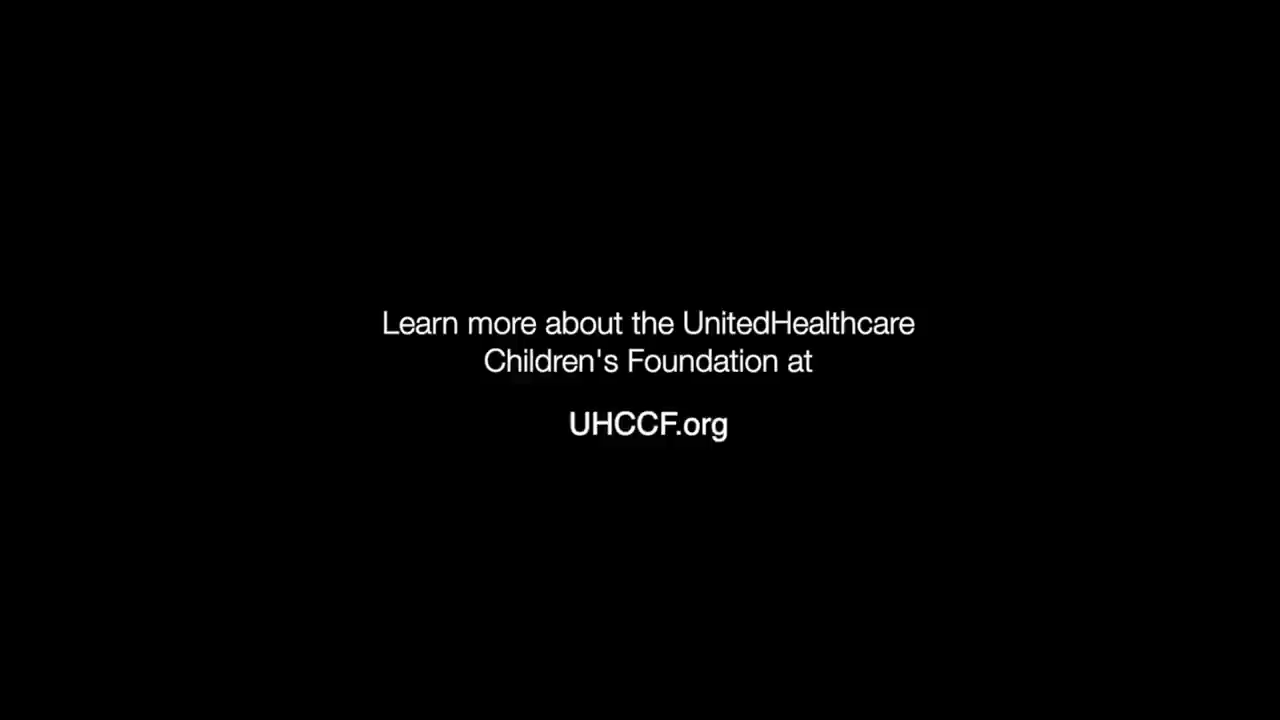 Learn more about the UnitedHealthcare
Children's Foundation at
UHCCF.org